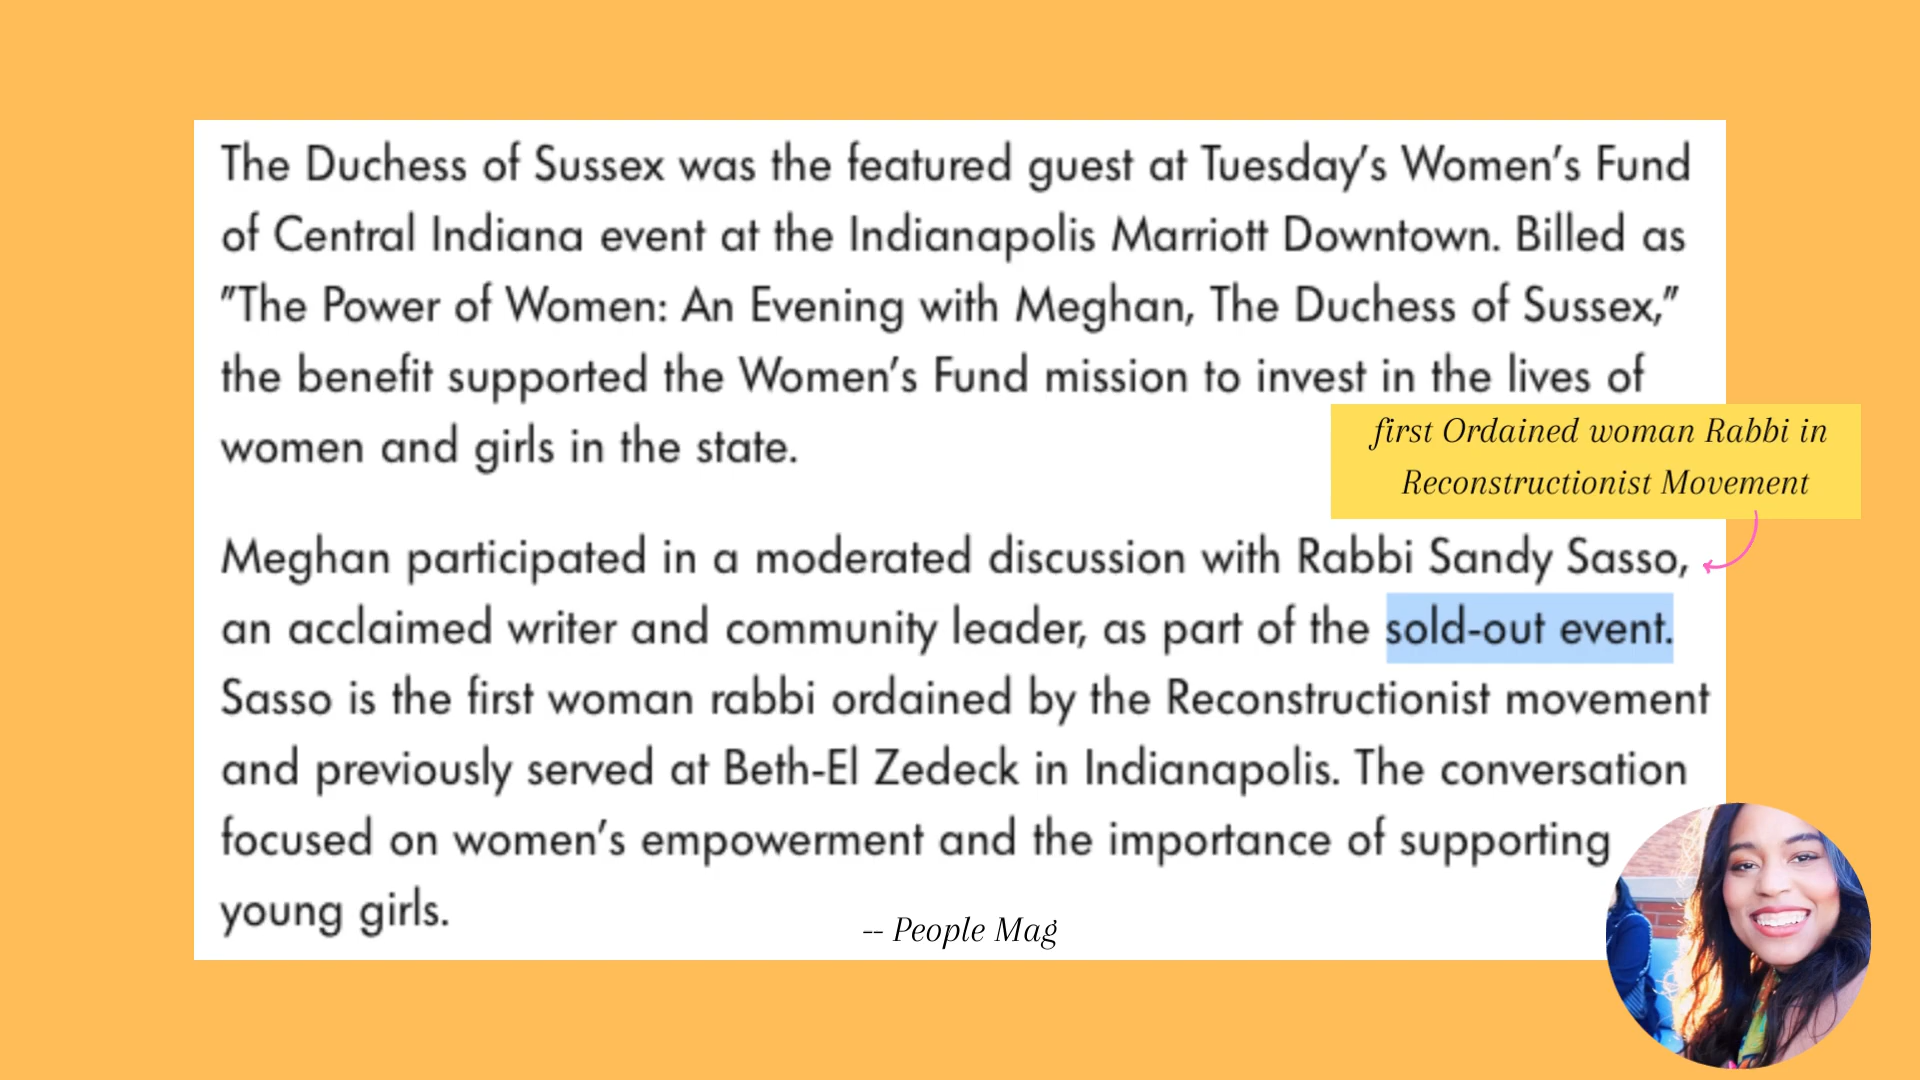 The Duchess of Sussex was the featured guest at Tuesday's Women's Fund
of Central Indiana event at the Indianapolis Marriott Downtown. Billed as
"The Power of Women: An Evening with Meghan, The Duchess of Sussex,"
the benefit supported the Women's Fund mission to invest in the lives of
women and girls in the state.
first Ordained woman Rabbi in
Reconstructionist Movement
Meghan participated in a moderated discussion with Rabbi Sandy Sasso,
an acclaimed writer and community leader, as part of the sold-out event.
Sasso is the first woman rabbi ordained by the Reconstructionist movement
and previously served at Beth-El Zedeck in Indianapolis. The conversation
focused on women's empowerment and the importance of supporting
young girls.
-- People Mag